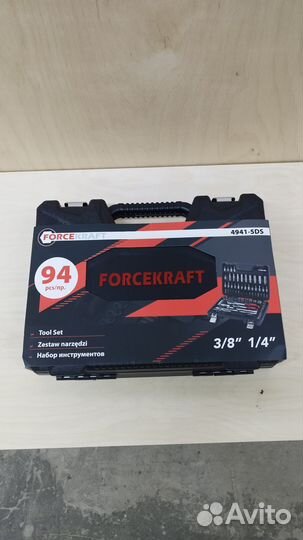 FORCEKRAFT
4941-5DS
94
pcs/пр.
FORCEKRAFT
Tool Set
Zestaw narzędzi
Набор инструментов
3/8" 1/4"
Avito